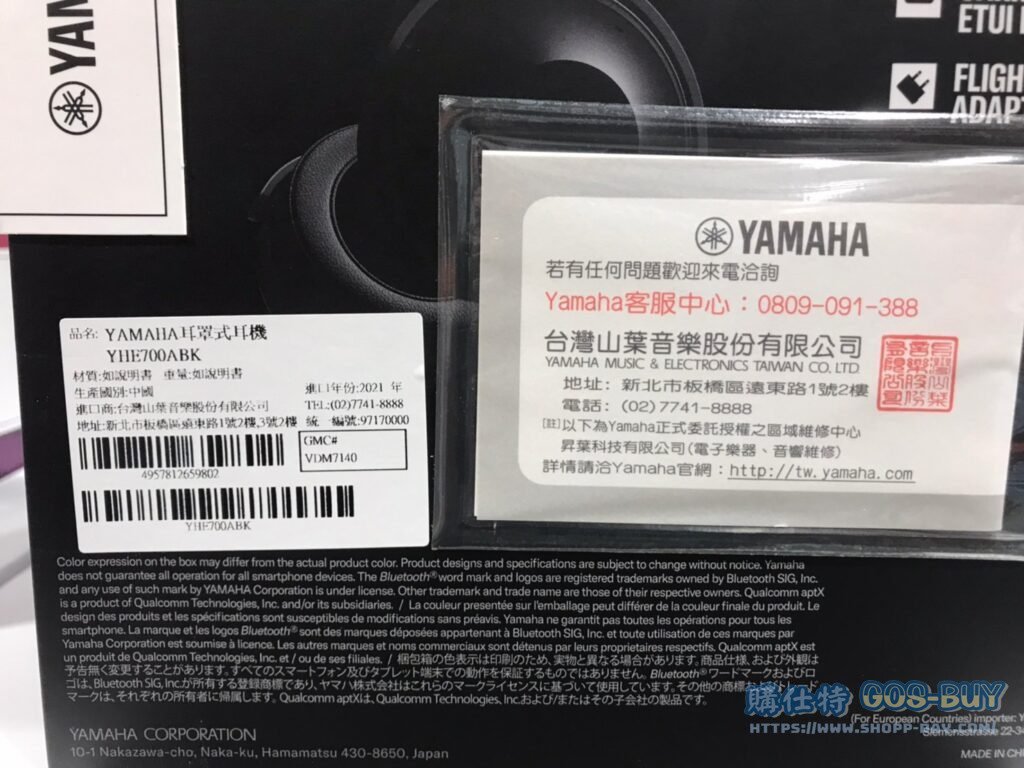 YAM
ETUI
FLIGH
ADAPT
YAMAHA
若有任何問題歡迎來電洽詢
Yamaha客服中心：0809-091-388
台灣山葉音樂股份有限公司
YAMAHA MUSIC & ELECTRONICS TAIWAN CO. LTD.
地址: 新北市板橋區遠東路1號2樓
電話: (02)7741-8888
[註]以下為Yamaha正式委託授權之區域維修中心
昇葉科技有限公司(電子樂器、音響維修)
詳情請洽Yamaha官網：http://tw.yamaha.com
品名: YAMAHA耳罩式耳機
YHE700ABK
材質:如說明書 重量:如說明書
生產國別:中國 進口年份:2021 年
進口商:台灣山葉音樂股份有限公司 TEL:(02)7741-8888
地址:新北市板橋區遠東路1號2樓,3號2樓 統一編號:97170000
GMC#
VDM7140
4957812659802
YHE700ABK
Color expression on the box may differ from the actual product color. Product designs and specifications are subject to change without notice. Yamaha
does not guarantee all operation for all smartphone devices. The Bluetooth® word mark and logos are registered trademarks owned by Bluetooth SIG, Inc.
and any use of such mark by YAMAHA Corporation is under license. Other trademark and trade name are those of their respective owners. Qualcomm aptX
is a product of Qualcomm Technologies, Inc. and/or its subsidiaries. / La couleur presentée sur l'emballage peut différer de la couleur finale du produit. Le
design des produits et les spécifications sont susceptibles de modifications sans préavis. Yamaha ne garantit pas toutes les opérations pour tous les
smartphone. La marque et les logos Bluetooth® sont des marques déposées appartenant à Bluetooth SIG, Inc. et toute utilisation de ces marques par
Yamaha Corporation est soumise à licence. Les autres marques et noms commerciaux sont détenus par leurs proprietaires respectifs. Qualcomm aptX est
un produit de Qualcomm Technologies, Inc. et / ou de ses filiales. / 梱包箱の色表示は印刷のため、実物と異なる場合があります。商品仕様、および外観は
予告無く変更することがあります。すべてのスマートフォン及びタブレット端末での動作を保証するものではありません。Bluetooth®ワードマークおよびロ
ゴは、Bluetooth SIG, Inc.が所有する登録商標であり、ヤマハ株式会社はこれらのマークライセンスに基づいて使用しています。その他の商標およびトレード
マークは、それぞれの所有者に帰属します。Qualcomm aptXは、Qualcomm Technologies, Inc.および/またはその子会社の製品です。
YAMAHA CORPORATION
10-1 Nakazawa-cho, Naka-ku, Hamamatsu 430-8650, Japan
購仕特 GOS-BUY
(For European Countries) importer: Y
HTTPS://WWW.SHOPP-BUY.COM/
Siemensstrasse 22-34
MADE IN CH